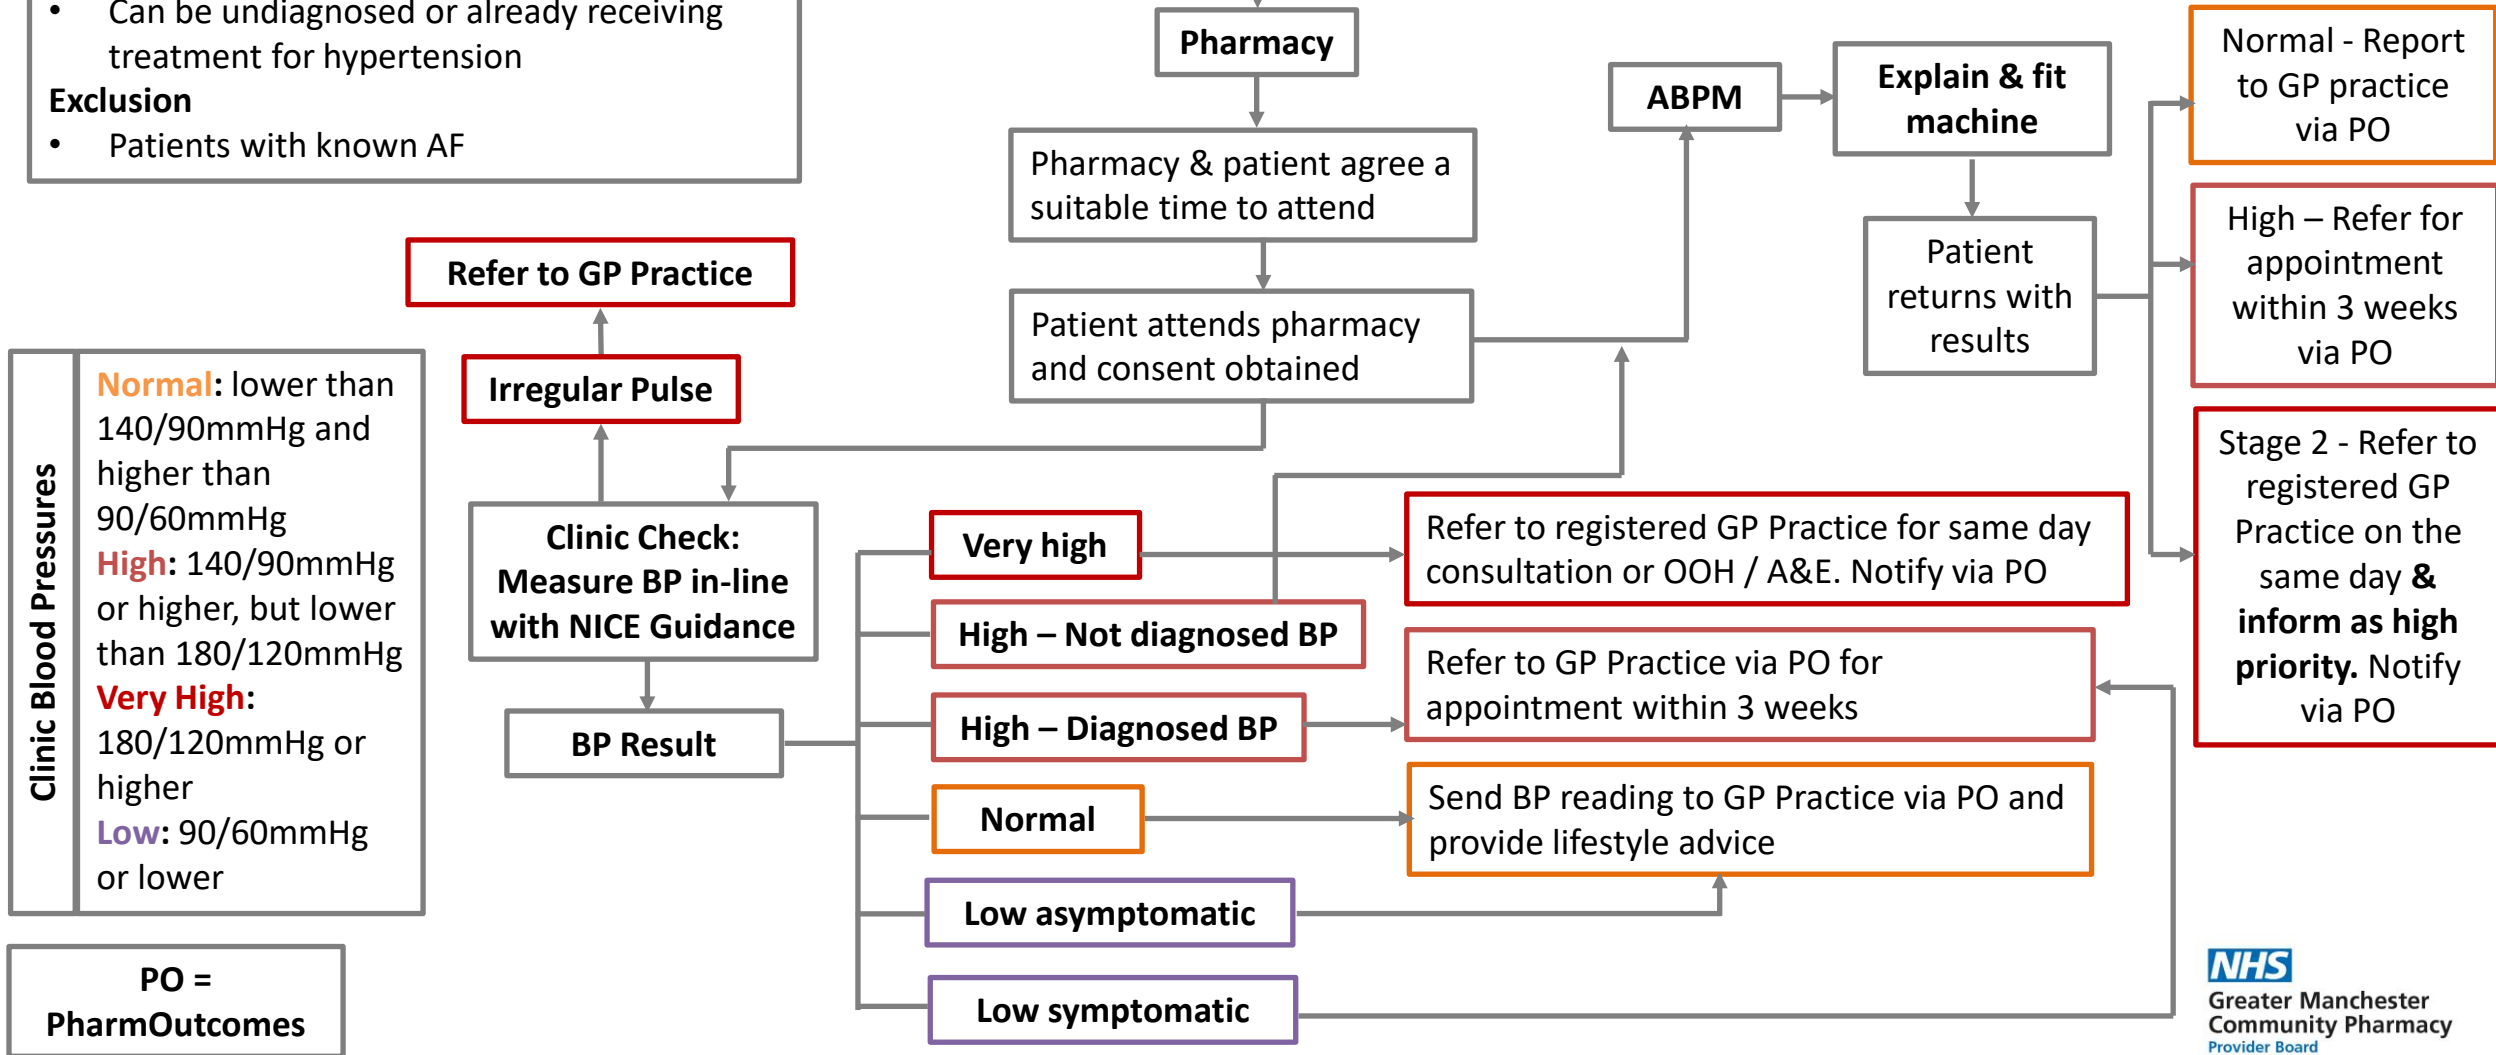 • Can be undiagnosed or already receiving
treatment for hypertension
Exclusion
• Patients with known AF
Pharmacy
Pharmacy & patient agree a
suitable time to attend
Patient attends pharmacy
and consent obtained
ABPM
Explain & fit
machine
Patient
returns with
results
Normal - Report
to GP practice
via PO
High – Refer for
appointment
within 3 weeks
via PO
Stage 2 - Refer to
registered GP
Practice on the
same day &
inform as high
priority. Notify
via PO
Refer to GP Practice
Irregular Pulse
Clinic Check:
Measure BP in-line
with NICE Guidance
BP Result
Clinic Blood Pressures
Normal: lower than
140/90mmHg and
higher than
90/60mmHg
High: 140/90mmHg
or higher, but lower
than 180/120mmHg
Very High:
180/120mmHg or
higher
Low: 90/60mmHg
or lower
Very high
Refer to registered GP Practice for same day
consultation or OOH / A&E. Notify via PO
High – Not diagnosed BP
High – Diagnosed BP
Refer to GP Practice via PO for
appointment within 3 weeks
Normal
Send BP reading to GP Practice via PO and
provide lifestyle advice
Low asymptomatic
Low symptomatic
PO =
PharmOutcomes
NHS
Greater Manchester
Community Pharmacy
Provider Board